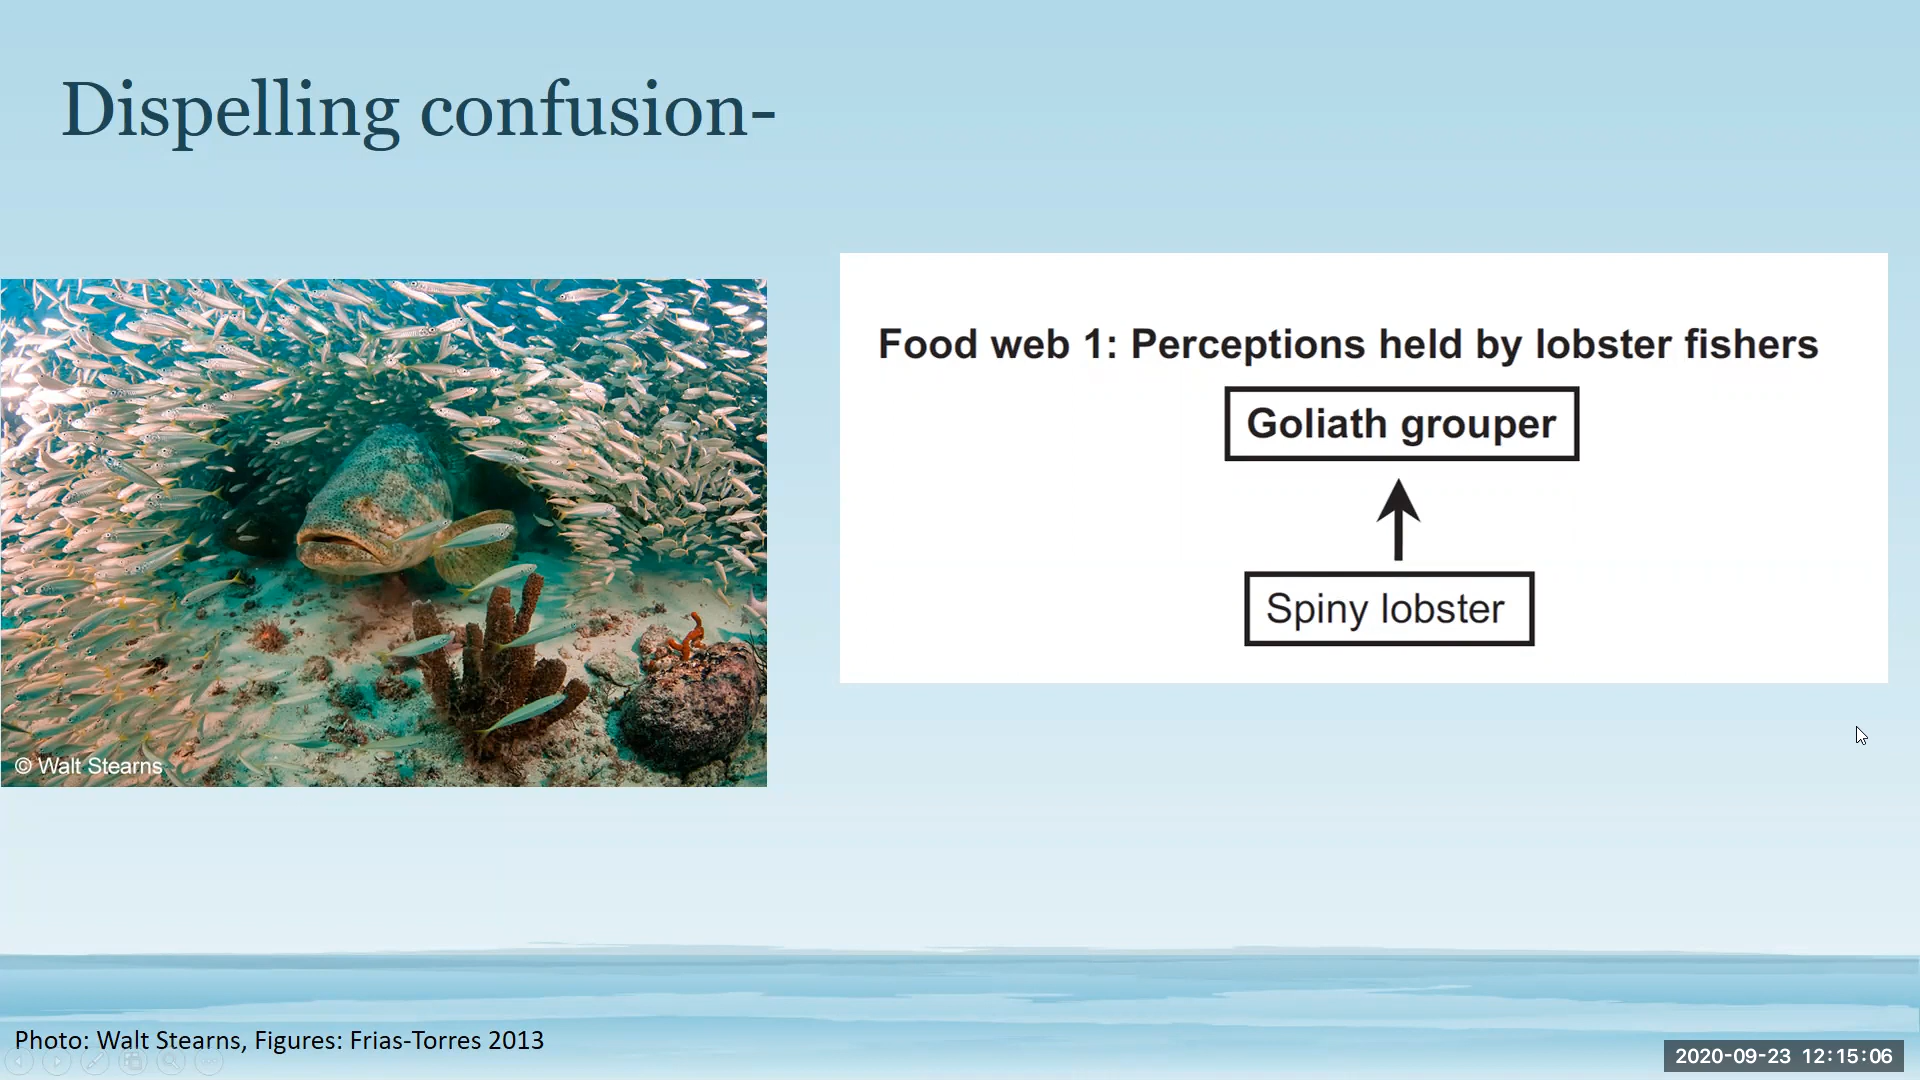 Dispelling confusion-
© Walt Stearns
Food web 1: Perceptions held by lobster fishers
Goliath grouper
Spiny lobster
Photo: Walt Stearns, Figures: Frias-Torres 2013
2020-09-23 12:15:06